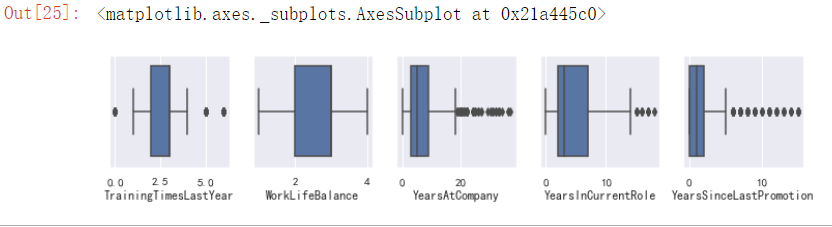 Out[25]: <matplotlib.axes._subplots.AxesSubplot at 0x21a445c0>
0.0 2.5 5.0
TrainingTimesLastYear
2 4
WorkLifeBalance
0 20
YearsAtCompany
0 10
YearsInCurrentRole
0 10
YearsSinceLastPromotion